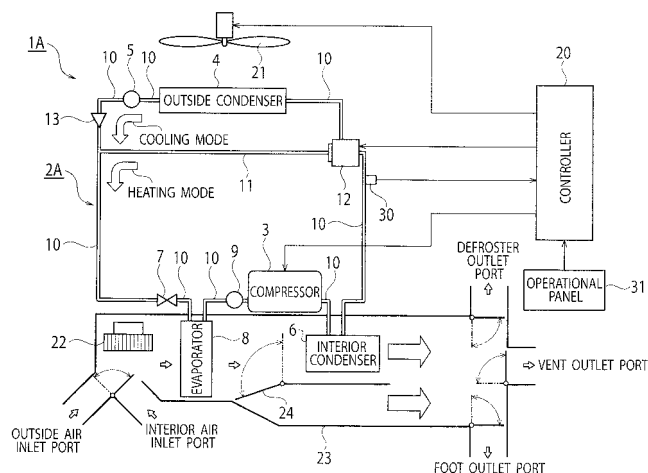 1A
10
5
10
4
10
21
20
OUTSIDE CONDENSER
13
COOLING MODE
2A
HEATING MODE
11
12
30
CONTROLLER
10
10
3
DEFROSTER
OUTLET
PORT
7
10
10
9
COMPRESSOR
10
OPERATIONAL
PANEL
31
22
EVAPORATOR
8
6
INTERIOR
CONDENSER
VENT OUTLET PORT
24
OUTSIDE AIR
INLET PORT
INTERIOR AIR
INLET PORT
23
FOOT OUTLET PORT